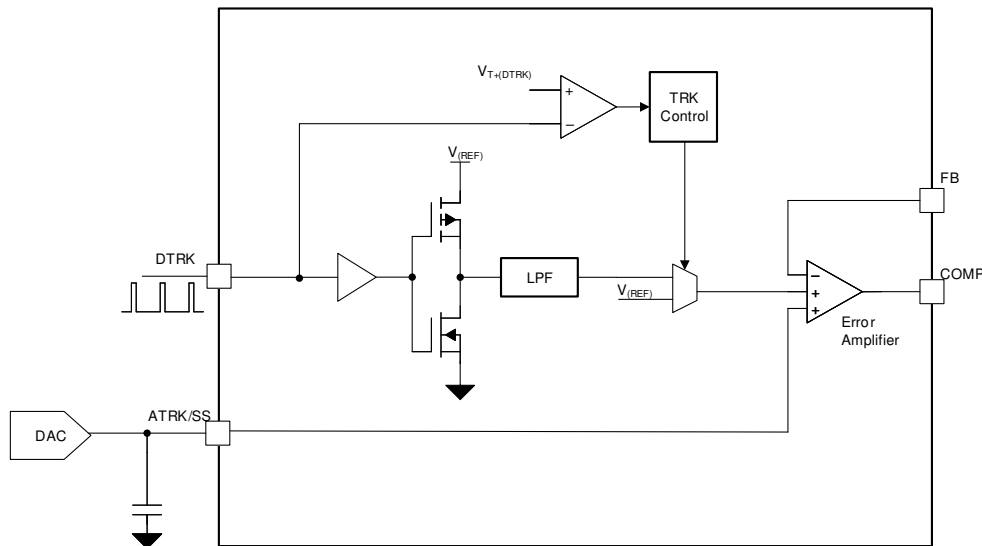 V_T+(DTRK)
+
−
TRK
Control
V_(REF)
FB
DTRK
LPF
V_(REF)
−
+
+
COMP
Error
Amplifier
ATRK/SS
DAC